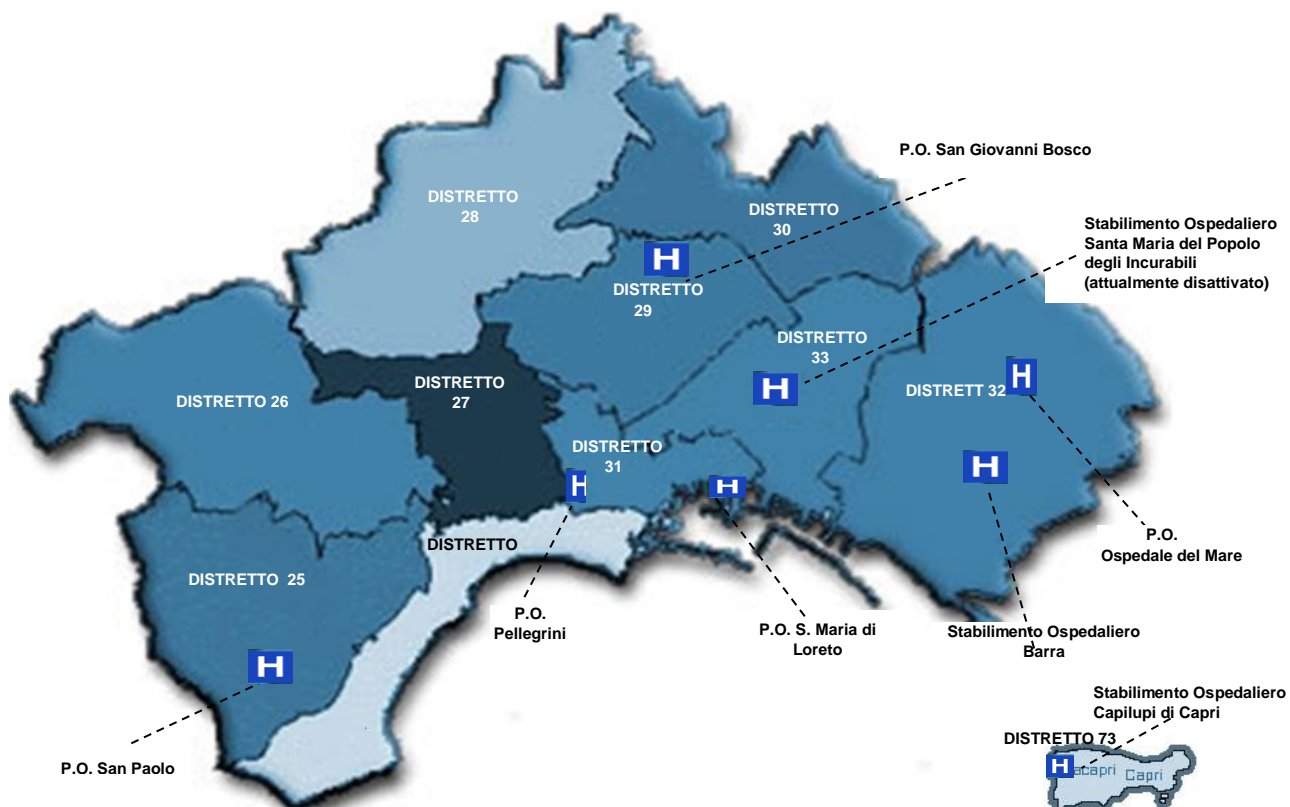 P.O. San Giovanni Bosco
DISTRETTO
28
DISTRETTO
30
Stabilimento Ospedaliero
Santa Maria del Popolo
degli Incurabili
(attualmente disattivato)
H
DISTRETTO
29
DISTRETTO
33
DISTRETTO
27
DISTRETTO 26
H
DISTRETT 32
H
DISTRETTO
31
H
H
H
P.O.
Ospedale del Mare
DISTRETTO
DISTRETTO 25
P.O.
Pellegrini
P.O. S. Maria di
Loreto
Stabilimento Ospedaliero
Barra
H
P.O. San Paolo
Stabilimento Ospedaliero
Capilupi di Capri
DISTRETTO 73
H
acapri
Capri